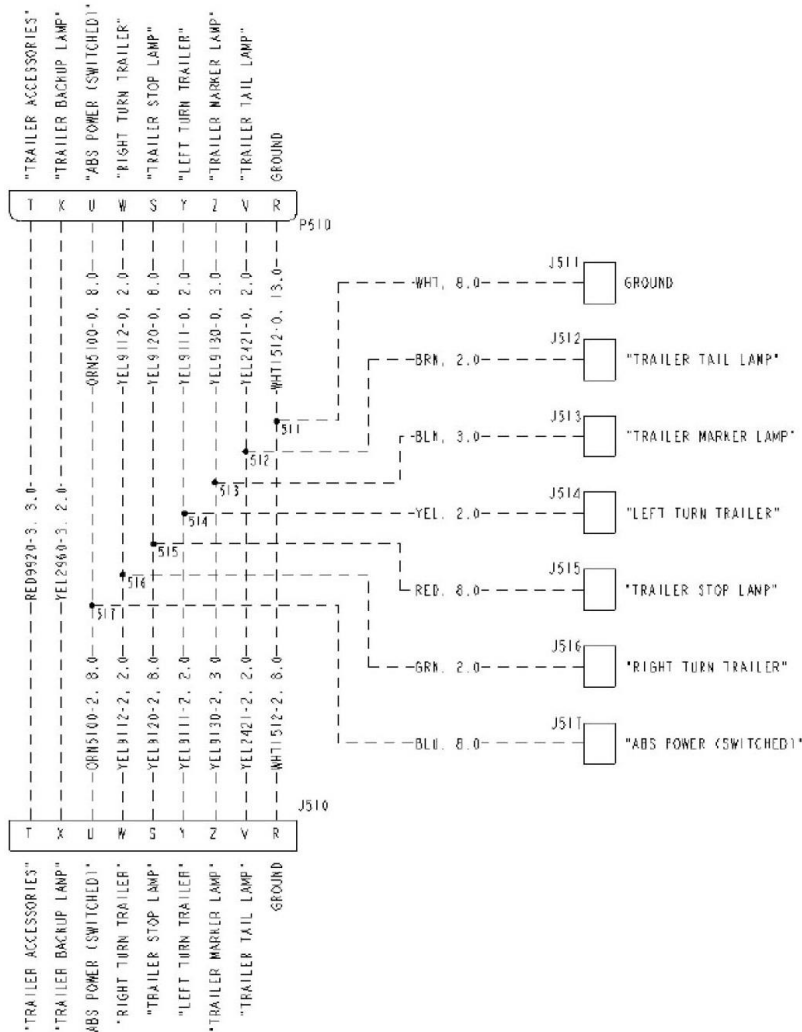 "TRAILER ACCESSORIES"
"TRAILER BACKUP LAMP"
"ABS POWER (SWITCHED)"
"RIGHT TURN TRAILER"
"TRAILER STOP LAMP"
"LEFT TURN TRAILER"
"TRAILER MARKER LAMP"
"TRAILER TAIL LAMP"
GROUND
T X U W S Y Z V R
P510
RED9920-3, 3.0
YEL2960-3, 2.0
ORN5100-0, 8.0
YEL9112-0, 2.0
YEL9120-0, 8.0
YEL9111-0, 2.0
YEL9130-0, 3.0
YEL2421-0, 2.0
WHT1512-0, 13.0
J511
WHT, 8.0
GROUND
J512
BRN, 2.0
"TRAILER TAIL LAMP"
J513
BLK, 3.0
"TRAILER MARKER LAMP"
J514
YEL, 2.0
"LEFT TURN TRAILER"
J515
RED, 8.0
"TRAILER STOP LAMP"
J516
GRN, 2.0
"RIGHT TURN TRAILER"
J517
BLU, 8.0
"ABS POWER (SWITCHED)"
511
512
513
514
515
516
517
ORN5100-2, 8.0
YEL9112-2, 2.0
YEL9120-2, 8.0
YEL9111-2, 2.0
YEL9130-2, 3.0
YEL2421-2, 2.0
WHT1512-2, 8.0
J510
T X U W S Y Z V R
"TRAILER ACCESSORIES"
"TRAILER BACKUP LAMP"
ABS POWER (SWITCHED)"
"RIGHT TURN TRAILER"
"TRAILER STOP LAMP"
"LEFT TURN TRAILER"
"TRAILER MARKER LAMP"
"TRAILER TAIL LAMP"
GROUND